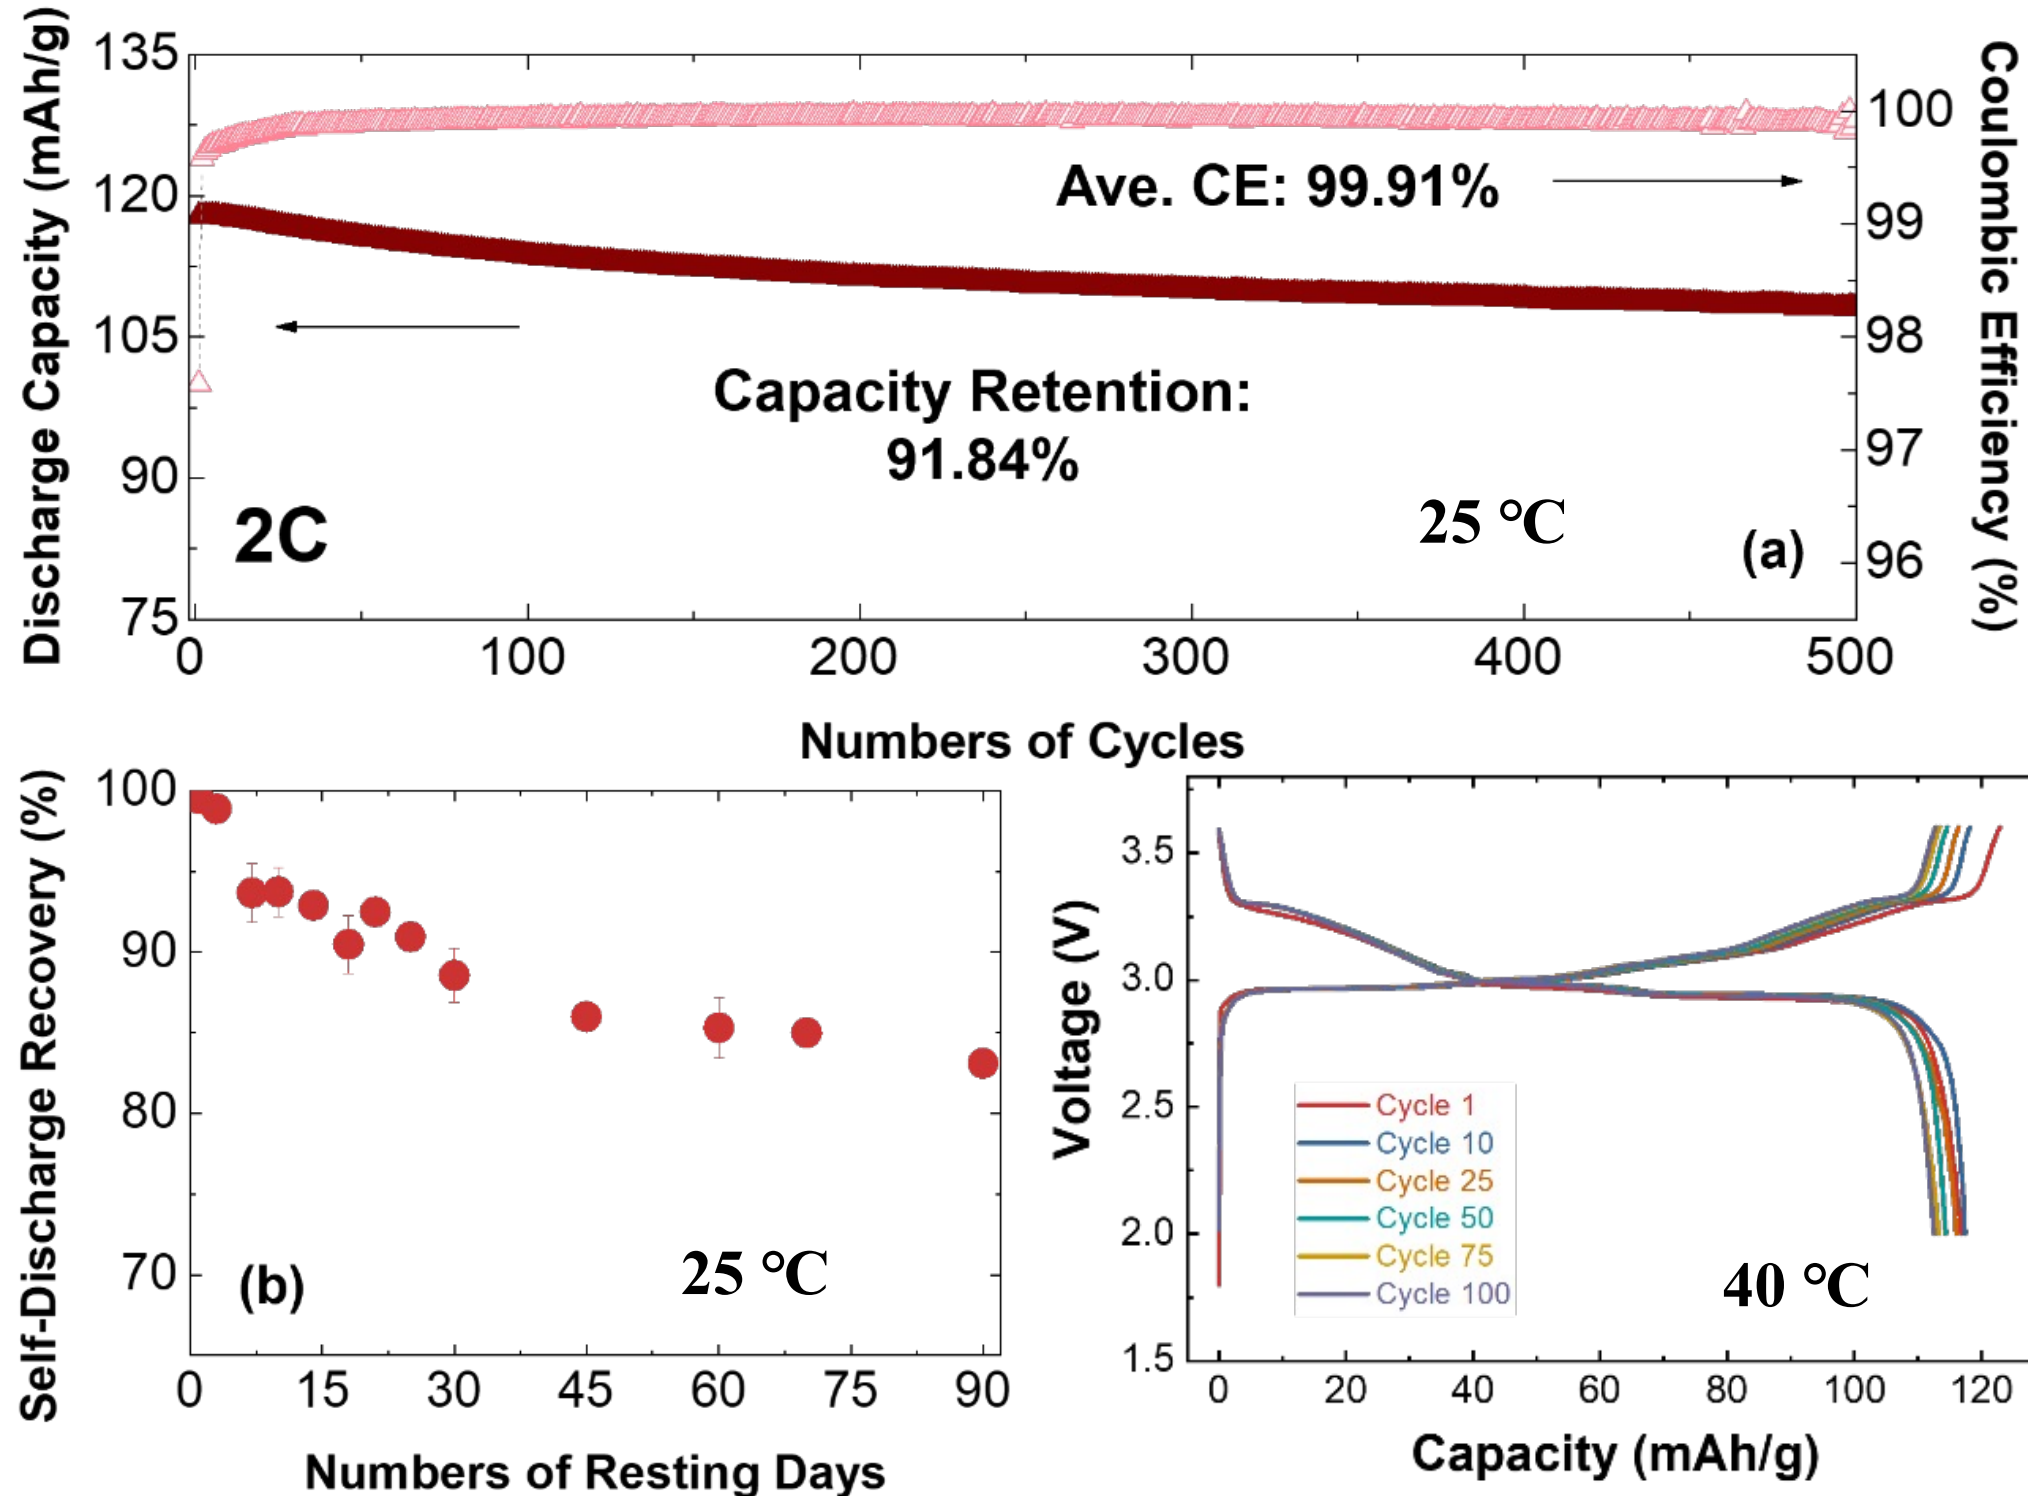 Discharge Capacity (mAh/g)
135
120
105
90
75
Ave. CE: 99.91%
Capacity Retention:
91.84%
2C
25 °C
(a)
100
99
98
97
96
Coulombic Efficiency (%)
0 100 200 300 400 500
Numbers of Cycles
Self-Discharge Recovery (%)
100
90
80
70
(b)
25 °C
0 15 30 45 60 75 90
Numbers of Resting Days
Voltage (V)
3.5
3.0
2.5
2.0
1.5
Cycle 1
Cycle 10
Cycle 25
Cycle 50
Cycle 75
Cycle 100
40 °C
0 20 40 60 80 100 120
Capacity (mAh/g)